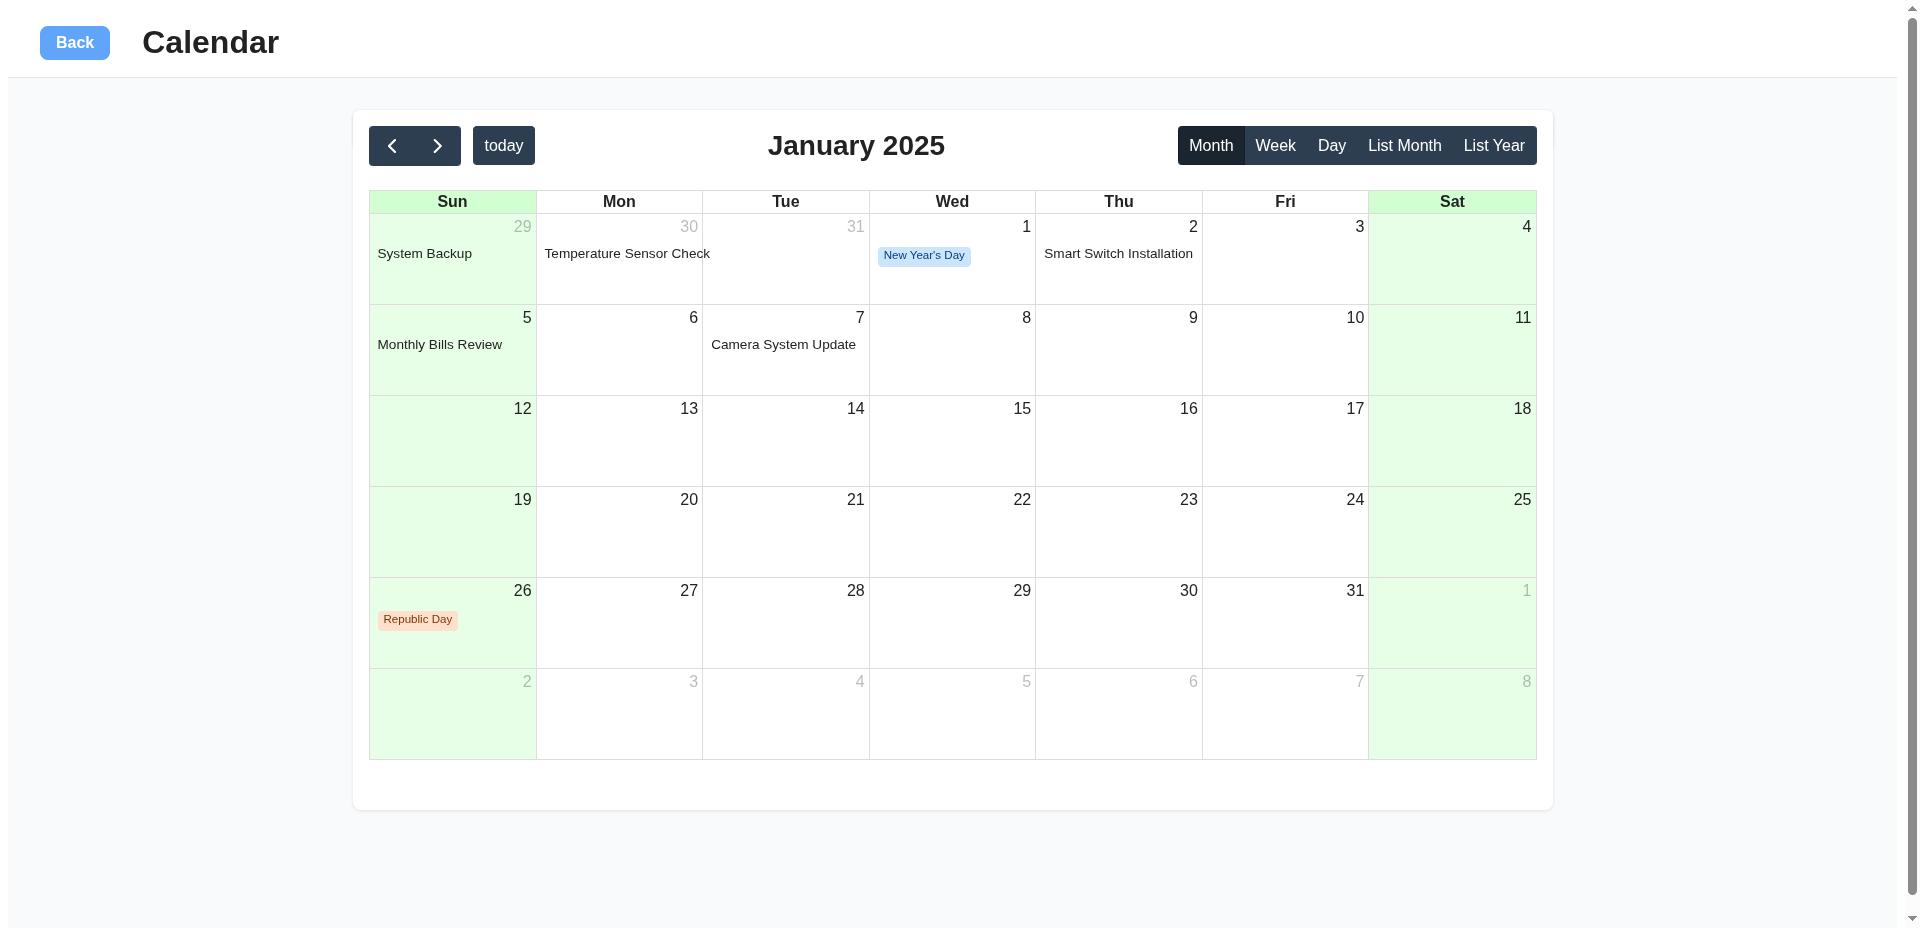 Back
Calendar
today
January 2025
Month Week Day List Month List Year
Sun Mon Tue Wed Thu Fri Sat
29 30 31 1 2 3 4
System Backup Temperature Sensor Check New Year's Day Smart Switch Installation
5 6 7 8 9 10 11
Monthly Bills Review Camera System Update
12 13 14 15 16 17 18
19 20 21 22 23 24 25
26 27 28 29 30 31 1
Republic Day
2 3 4 5 6 7 8